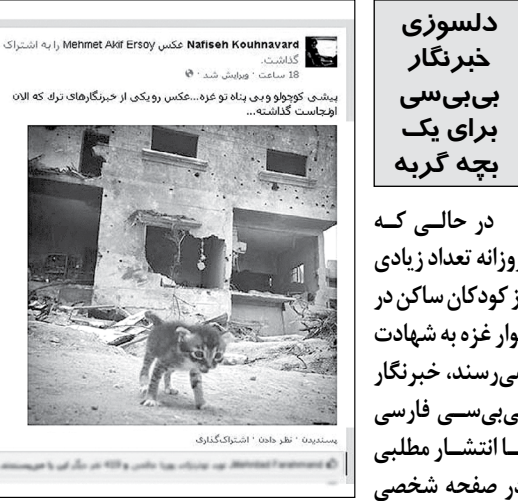 دلسوزی
خبرنگار
بی‌بی‌سی
برای یک
بچه گربه
در حالی که
روزانه تعداد زیادی
از کودکان ساکن در
نوار غزه به شهادت
می‌رسند، خبرنگار
بی‌بی‌سی فارسی
با انتشار مطلبی
در صفحه شخصی
Nafiseh Kouhnavard عکس Mehmet Akif Ersoy را به اشتراک
گذاشت.
18 ساعت · ویرایش شد ·
پیشی کوچولو و بی پناه تو غزه...عکس رو یکی از خبرنگارهای ترک که الان
اونجاست گذاشته...
پسندیدن · نظر دادن · اشتراک‌گذاری